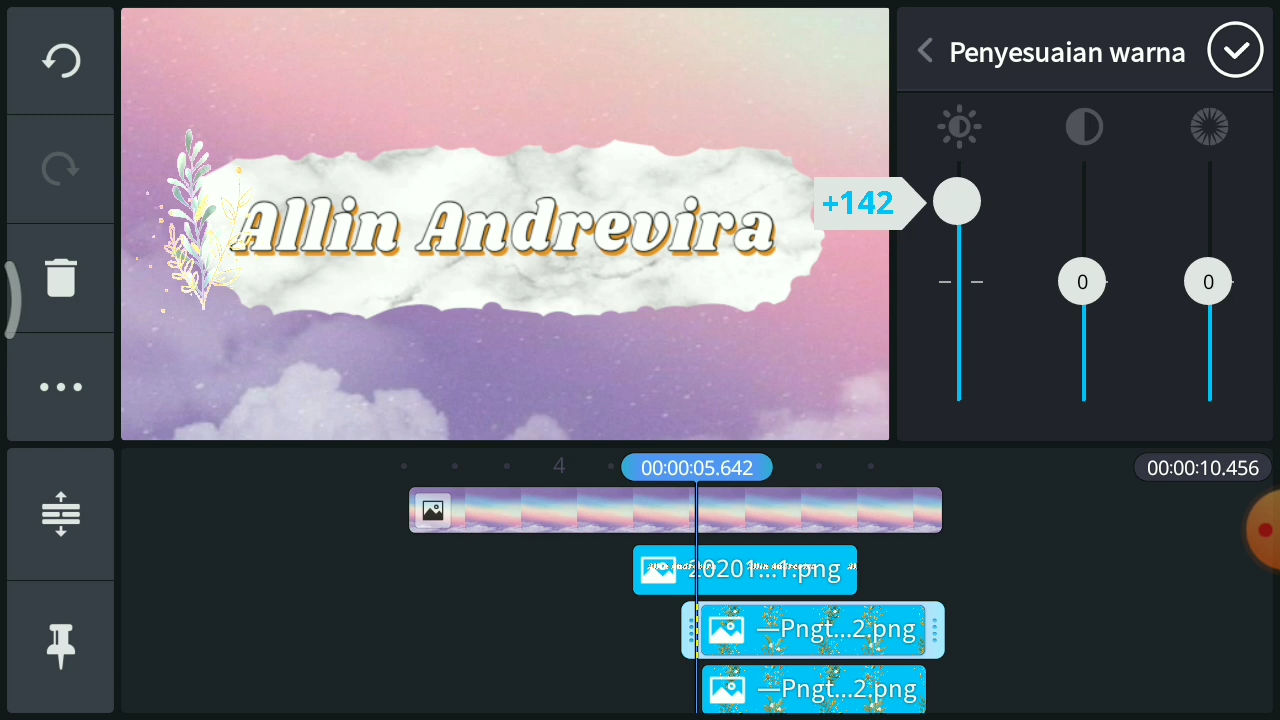 Penyesuaian warna
Allin Andrevira
+142
0
0
4
00:00:05.642
00:00:10.456
20201...1.png
—Pngt...2.png
—Pngt...2.png